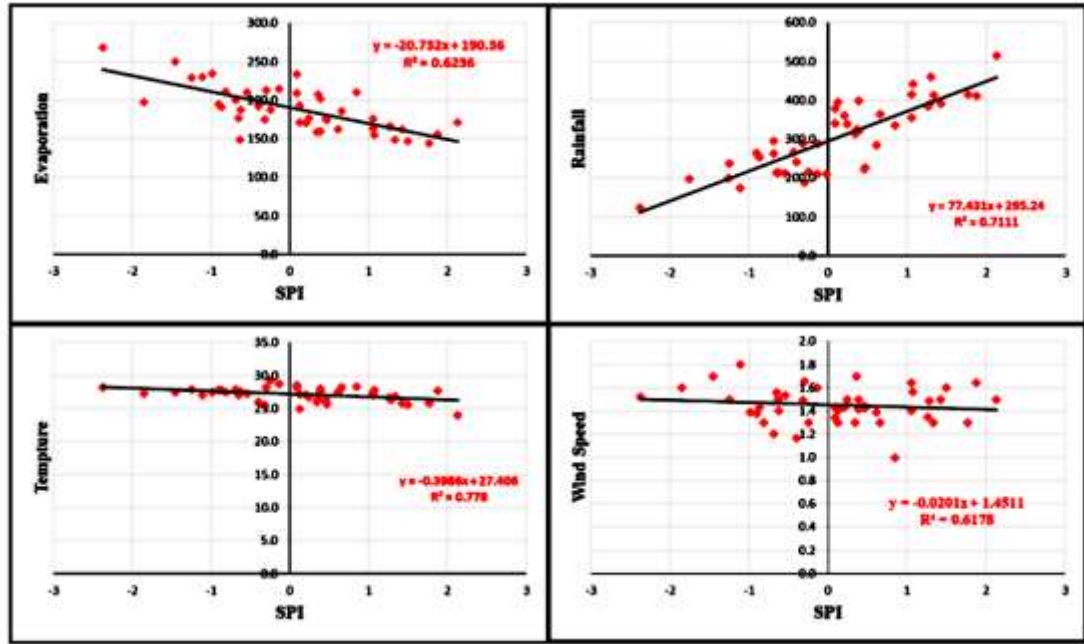 300.0
250.0
200.0
150.0
100.0
50.0
0.0
-3 -2 -1 0 1 2 3
Evaporation
SPI
y = -20.732x + 190.36
R² = 0.6236
600.0
500.0
400.0
300.0
200.0
100.0
0.0
-3 -2 -1 0 1 2 3
Rainfall
SPI
y = 77.431x + 295.24
R² = 0.7111
35.0
30.0
25.0
20.0
15.0
10.0
5.0
0.0
-3 -2 -1 0 1 2 3
Tempture
SPI
y = -0.3986x + 27.406
R² = 0.778
2.0
1.8
1.6
1.4
1.2
1.0
0.8
0.6
0.4
0.2
0.0
-3 -2 -1 0 1 2 3
Wind Speed
SPI
y = -0.0201x + 1.4511
R² = 0.6178